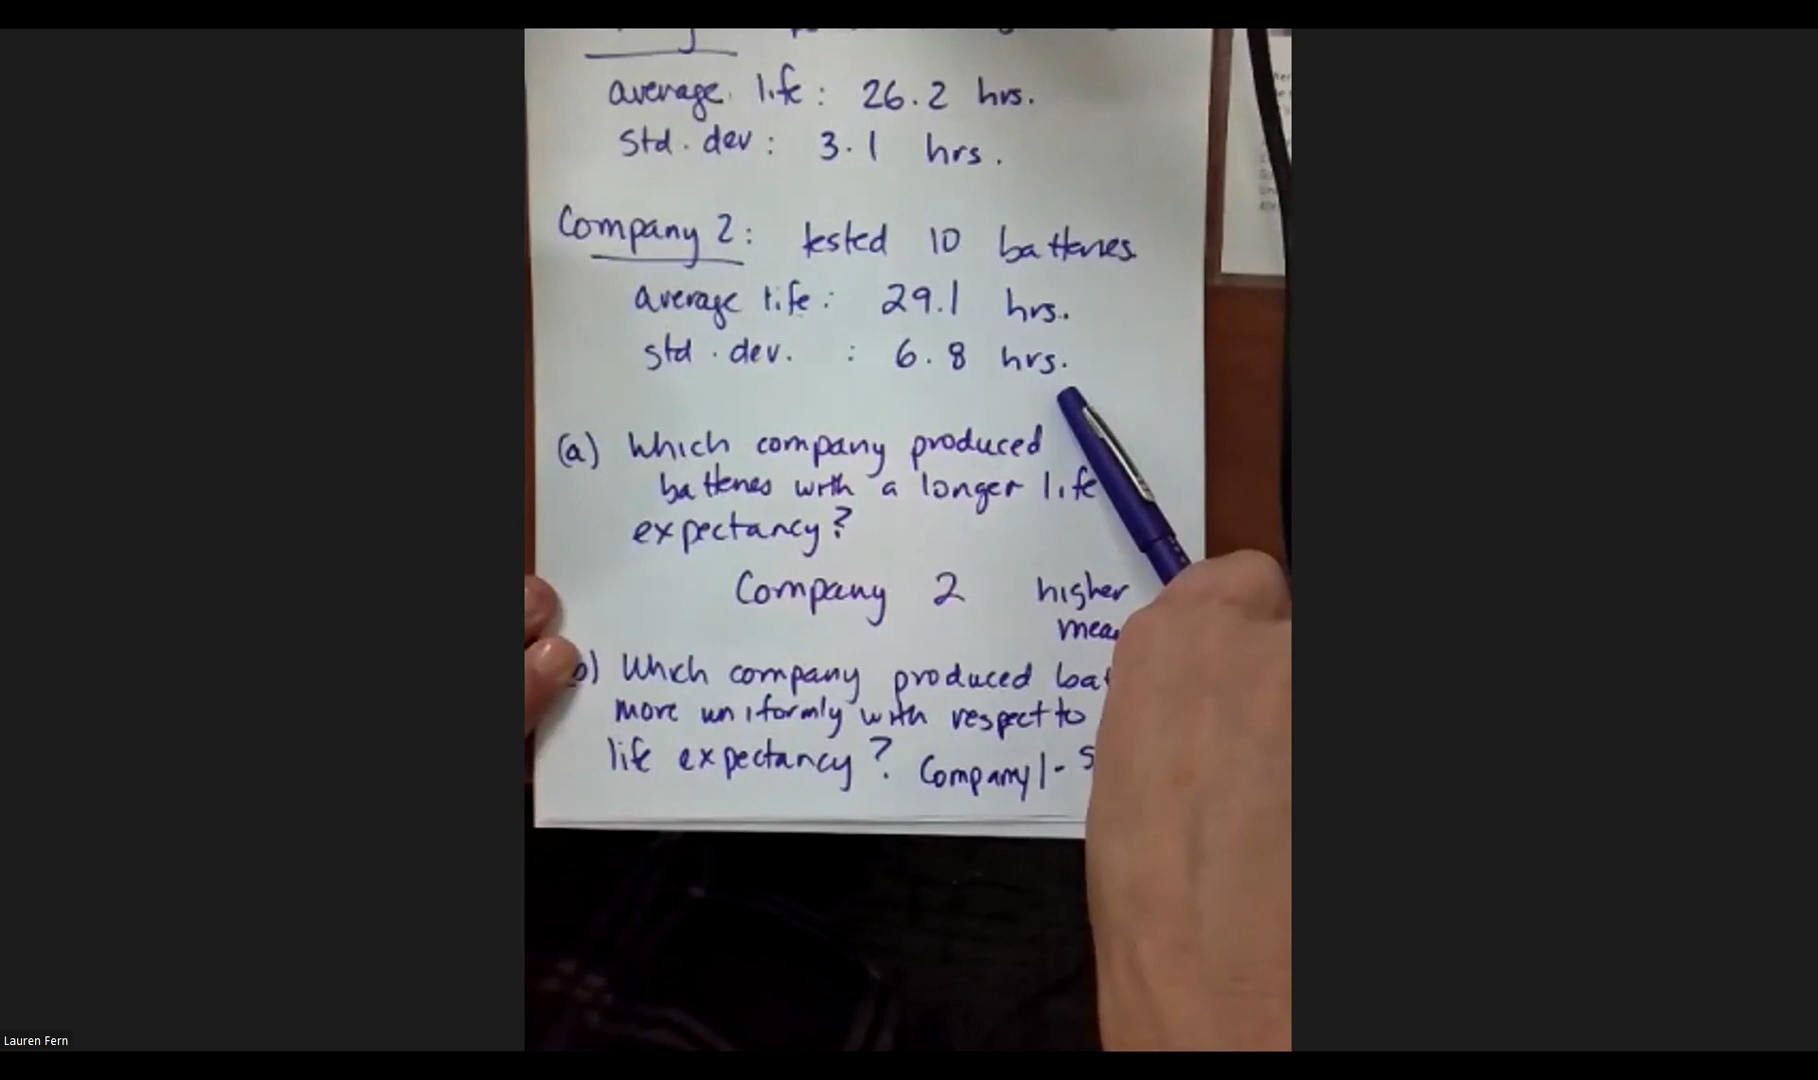 average life: 26.2 hrs.
std. dev: 3.1 hrs.
Company 2: tested 10 batteries.
average life: 29.1 hrs.
std. dev. : 6.8 hrs.
(a) Which company produced
batteries with a longer life
expectancy?
Company 2 higher
b) Which company produced
more uniformly with respect to
life expectancy? Company 1 -
Lauren Fern